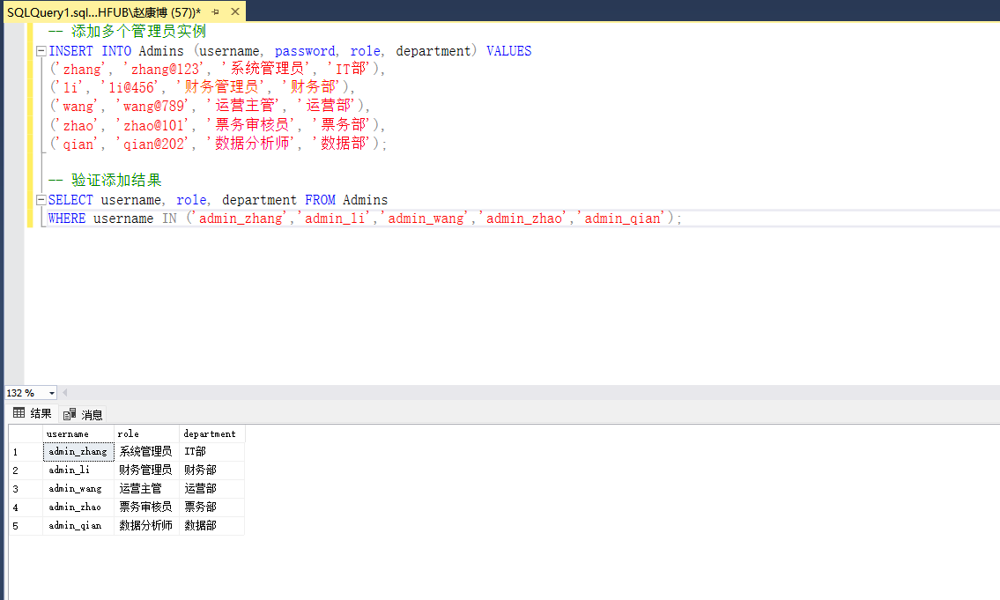 SQLQuery1.sql...HFUB\赵康博 (57))*
-- 添加多个管理员实例
INSERT INTO Admins (username, password, role, department) VALUES
('zhang', 'zhang@123', '系统管理员', 'IT部'),
('li', 'li@456', '财务管理员', '财务部'),
('wang', 'wang@789', '运营主管', '运营部'),
('zhao', 'zhao@101', '票务审核员', '票务部'),
('qian', 'qian@202', '数据分析师', '数据部');
-- 验证添加结果
SELECT username, role, department FROM Admins
WHERE username IN ('admin_zhang','admin_li','admin_wang','admin_zhao','admin_qian');
132 %
结果 消息
username role department
1 admin_zhang 系统管理员 IT部
2 admin_li 财务管理员 财务部
3 admin_wang 运营主管 运营部
4 admin_zhao 票务审核员 票务部
5 admin_qian 数据分析师 数据部